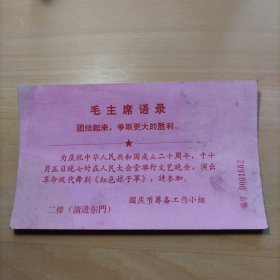 毛主席语录
团结起来，争取更大的胜利。
为庆祝中华人民共和国成立二十周年，于十
月五日晚七时在人民大会堂举行文艺晚会，演出
革命现代舞剧《红色娘子军》，请参加。
国庆节筹备工作小组
二楼（請进东門）
0001602